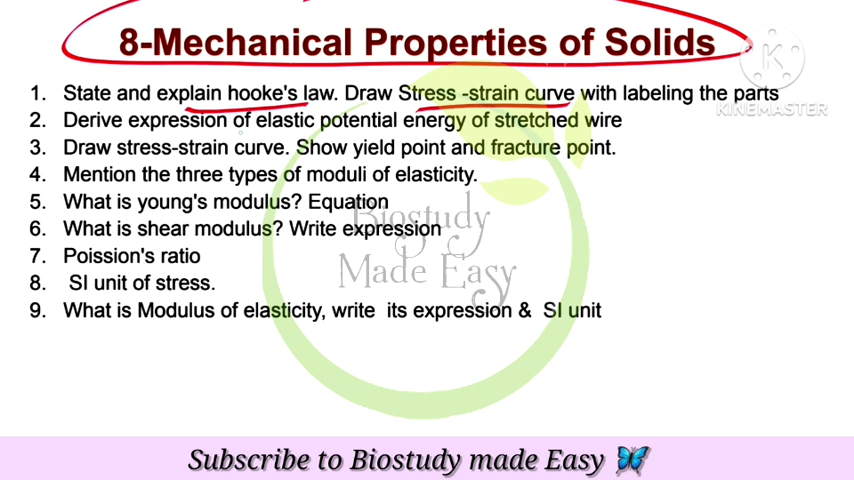 8-Mechanical Properties of Solids
KINEMASTER
1. State and explain hooke's law. Draw Stress -strain curve with labeling the parts
2. Derive expression of elastic potential energy of stretched wire
3. Draw stress-strain curve. Show yield point and fracture point.
4. Mention the three types of moduli of elasticity.
5. What is young's modulus? Equation
6. What is shear modulus? Write expression
7. Poission's ratio
8. SI unit of stress.
9. What is Modulus of elasticity, write its expression & SI unit
Biostudy
Made Easy
Subscribe to Biostudy made Easy 🦋